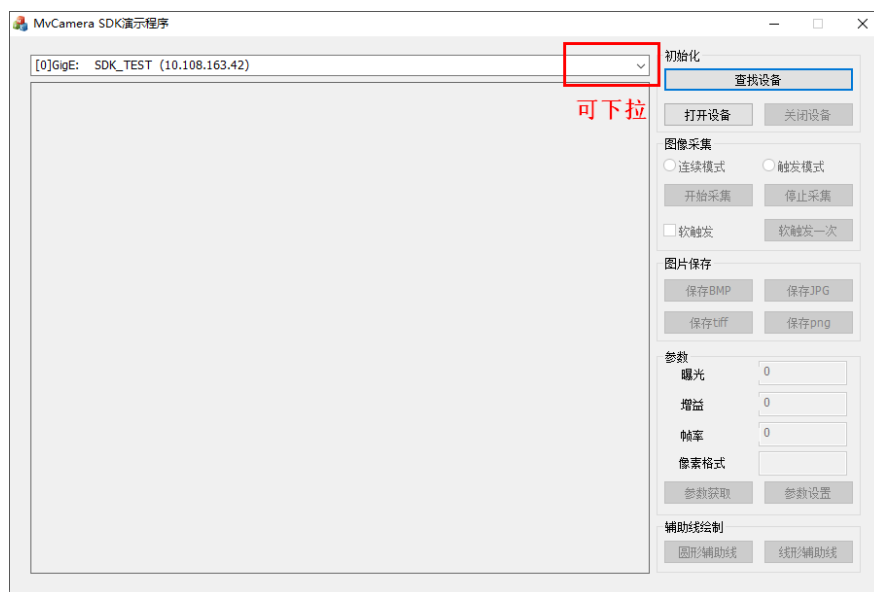 MvCamera SDK演示程序
[0]GigE: SDK_TEST (10.108.163.42)
可下拉
初始化
查找设备
打开设备 关闭设备
图像采集
连续模式 触发模式
开始采集 停止采集
软触发 软触发一次
图片保存
保存BMP 保存JPG
保存tiff 保存png
参数
曝光 0
增益 0
帧率 0
像素格式
参数获取 参数设置
辅助线绘制
圆形辅助线 线形辅助线